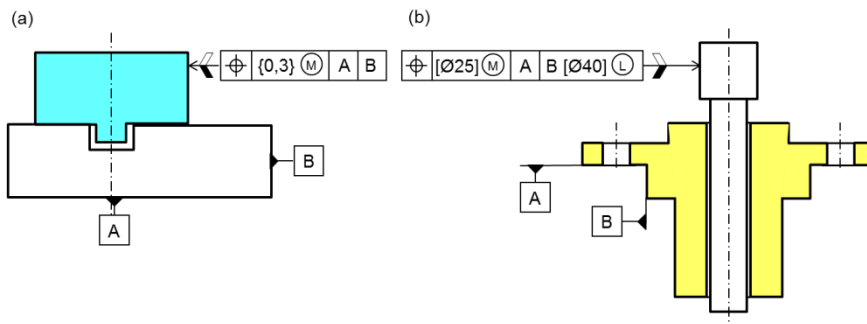 (a)
(b)
⌖ {0,3} Ⓜ A B
⌖ [Ø25] Ⓜ A B [Ø40] Ⓛ
B
A
A
B